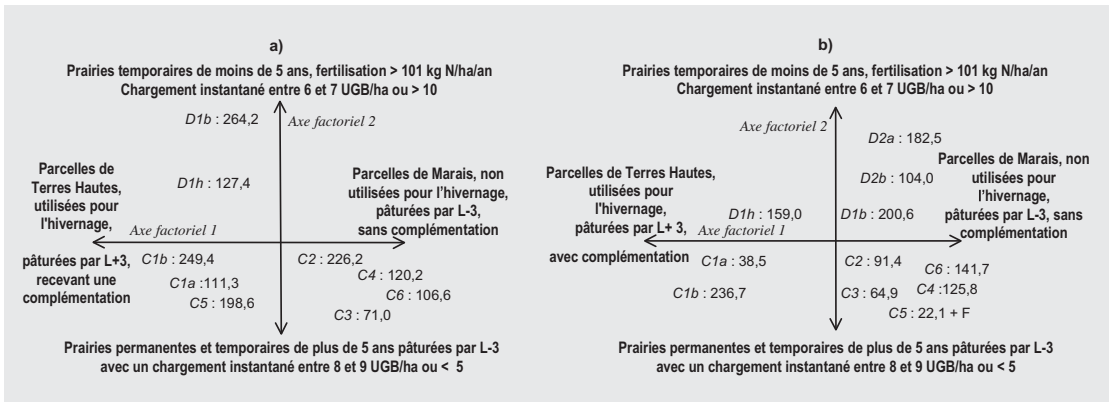 a)
Prairies temporaires de moins de 5 ans, fertilisation > 101 kg N/ha/an
Chargement instantané entre 6 et 7 UGB/ha ou > 10
D1b : 264,2
Axe factoriel 2
Parcelles de
Terres Hautes,
utilisées pour
l'hivernage,
D1h : 127,4
Parcelles de Marais, non
utilisées pour l’hivernage,
pâturées par L-3,
sans complémentation
Axe factoriel 1
pâturées par L+3,
recevant une
complémentation
C1b : 249,4
C1a :111,3
C5 : 198,6
C2 : 226,2
C4 : 120,2
C6 : 106,6
C3 : 71,0
Prairies permanentes et temporaires de plus de 5 ans pâturées par L-3
avec un chargement instantané entre 8 et 9 UGB/ha ou < 5
b)
Prairies temporaires de moins de 5 ans, fertilisation > 101 kg N/ha/an
Chargement instantané entre 6 et 7 UGB/ha ou > 10
Axe factoriel 2
D2a : 182,5
Parcelles de Terres Hautes,
utilisées pour
l'hivernage,
pâturées par L+ 3,
D2b : 104,0
Parcelles de Marais, non
utilisées pour
l’hivernage,
pâturées par L-3, sans
complémentation
D1h : 159,0
D1b : 200,6
Axe factoriel 1
avec complémentation
C1a : 38,5
C1b : 236,7
C2 : 91,4
C6 : 141,7
C3 : 64,9
C4 :125,8
C5 : 22,1 + F
Prairies permanentes et temporaires de plus de 5 ans pâturées par L-3
avec un chargement instantané entre 8 et 9 UGB/ha ou < 5